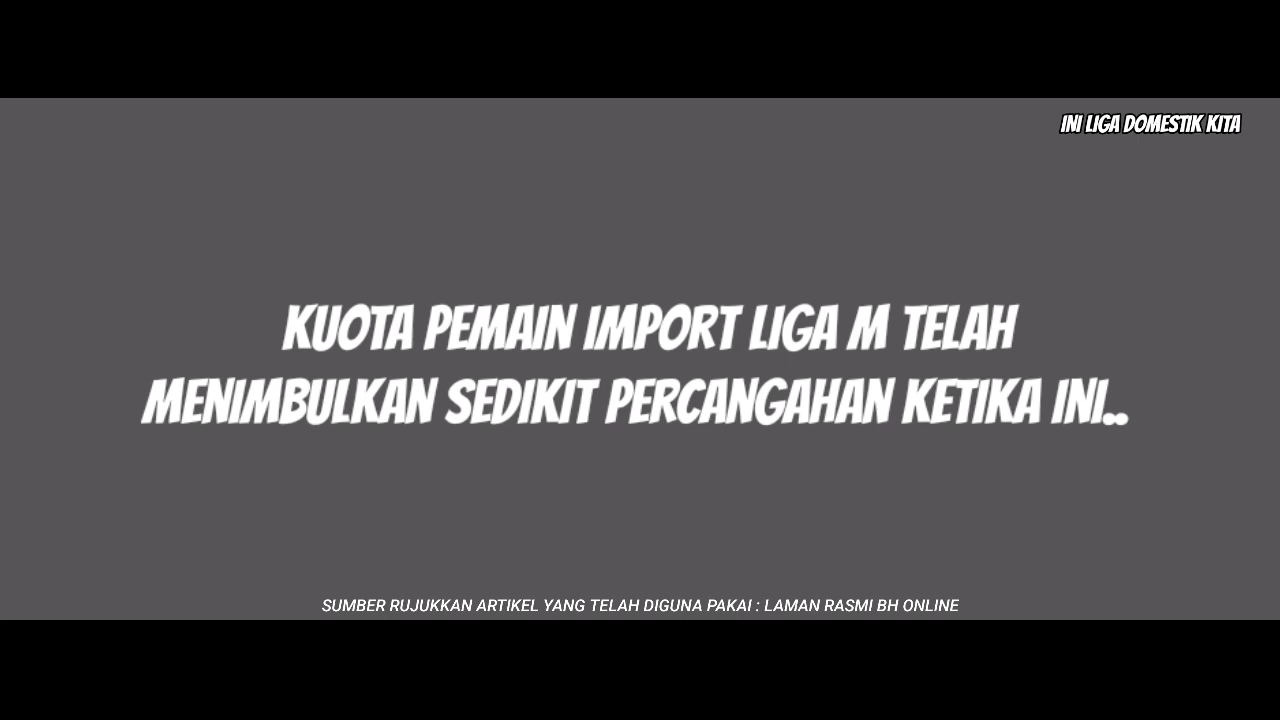 INI LIGA DOMESTIK KITA
KUOTA PEMAIN IMPORT LIGA M TELAH
MENIMBULKAN SEDIKIT PERCANGAHAN KETIKA INI..
SUMBER RUJUKKAN ARTIKEL YANG TELAH DIGUNA PAKAI : LAMAN RASMI BH ONLINE